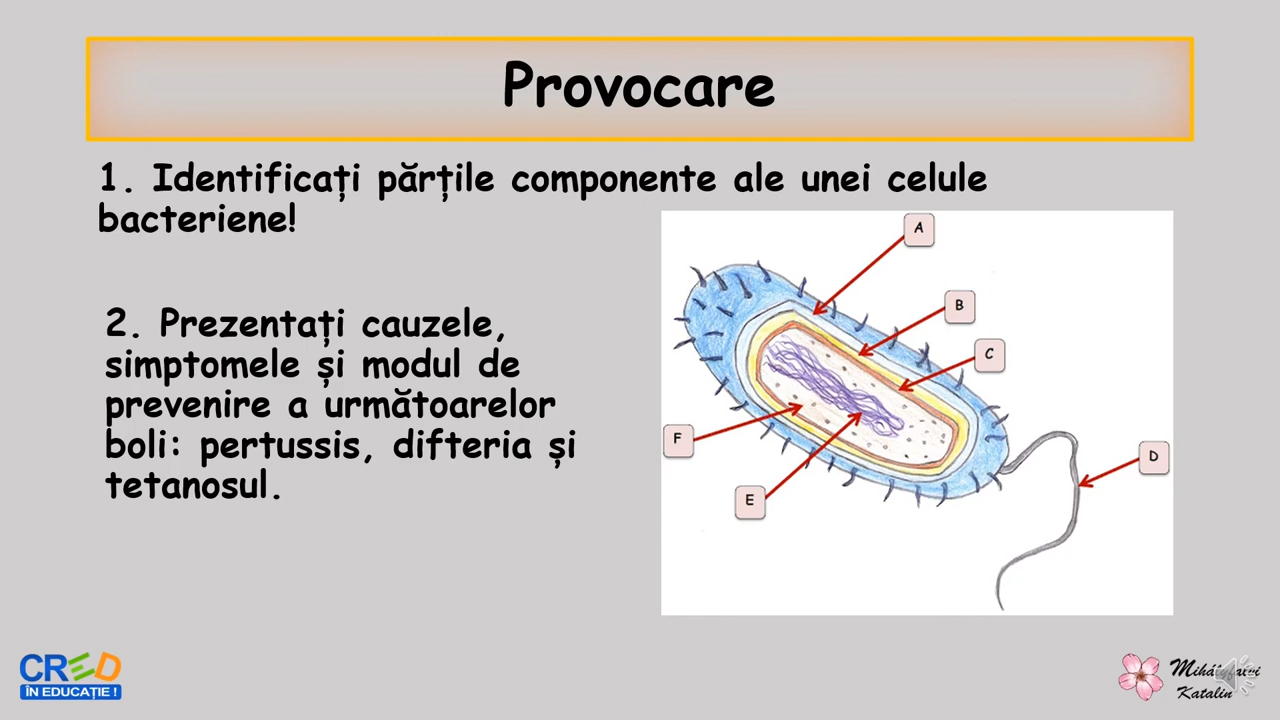 Provocare
1. Identificați părțile componente ale unei celule
bacteriene!
2. Prezentați cauzele,
simptomele și modul de
prevenire a următoarelor
boli: pertussis, difteria și
tetanosul.
A
B
C
D
E
F
CRED
ÎN EDUCAȚIE !
Katalin